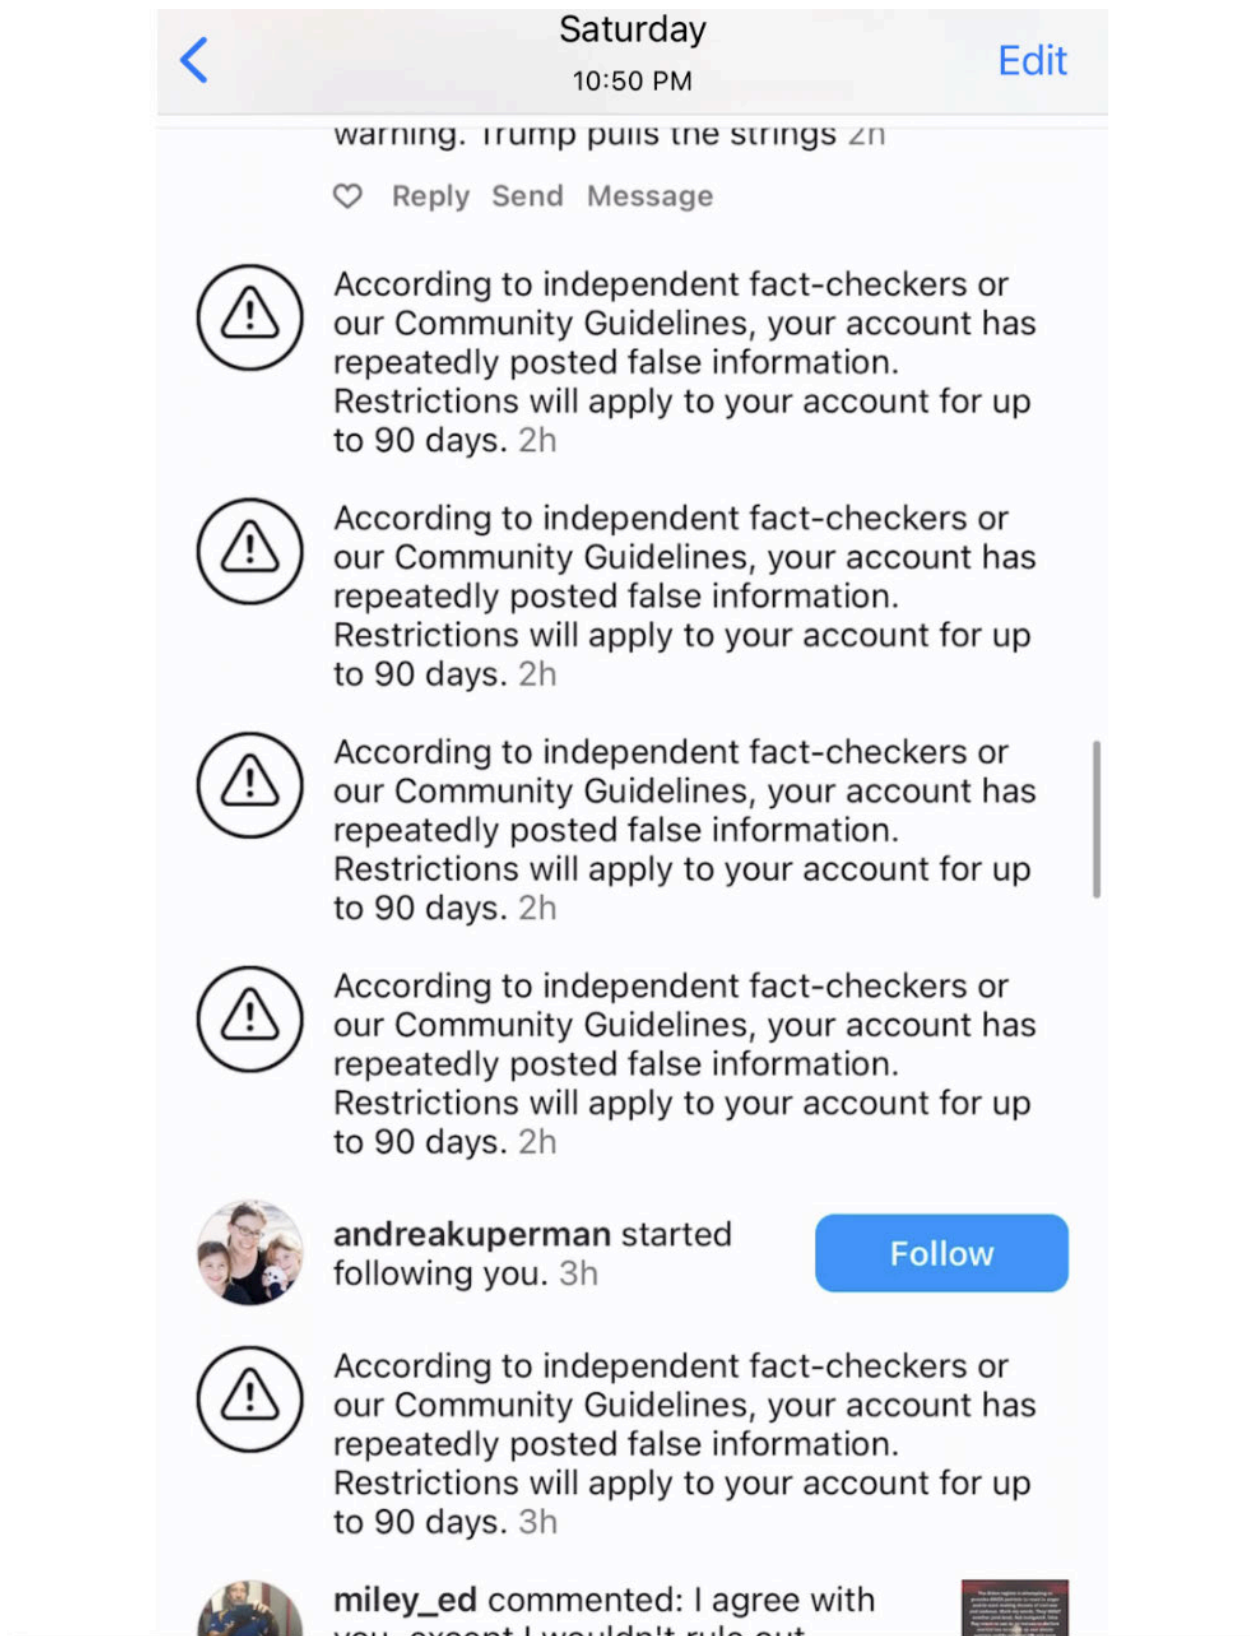 Saturday
10:50 PM
Edit
warning. Trump pulls the strings 2h
Reply Send Message
According to independent fact-checkers or
our Community Guidelines, your account has
repeatedly posted false information.
Restrictions will apply to your account for up
to 90 days. 2h
According to independent fact-checkers or
our Community Guidelines, your account has
repeatedly posted false information.
Restrictions will apply to your account for up
to 90 days. 2h
According to independent fact-checkers or
our Community Guidelines, your account has
repeatedly posted false information.
Restrictions will apply to your account for up
to 90 days. 2h
According to independent fact-checkers or
our Community Guidelines, your account has
repeatedly posted false information.
Restrictions will apply to your account for up
to 90 days. 2h
andreakuperman started
following you. 3h
Follow
According to independent fact-checkers or
our Community Guidelines, your account has
repeatedly posted false information.
Restrictions will apply to your account for up
to 90 days. 3h
miley_ed commented: I agree with
you, except I wouldn't rule out